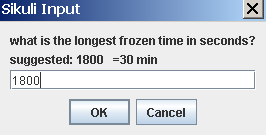 Sikuli Input
what is the longest frozen time in seconds?
suggested: 1800 =30 min
1800
OK Cancel